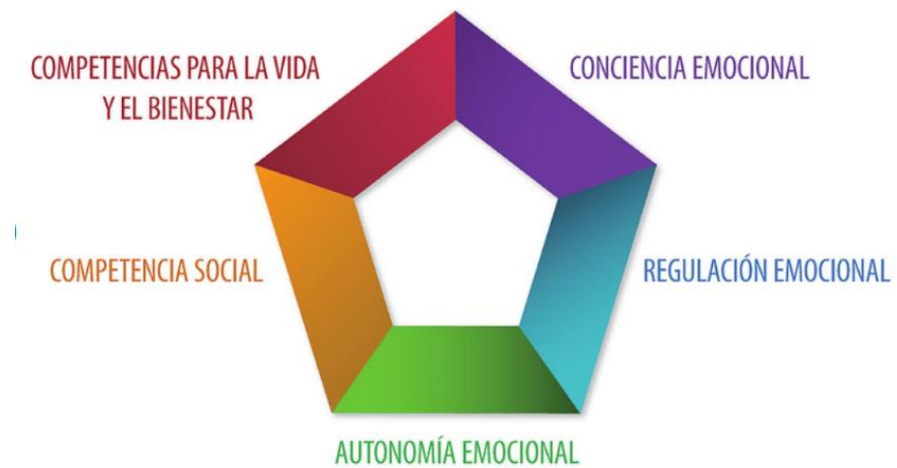 COMPETENCIAS PARA LA VIDA
Y EL BIENESTAR
CONCIENCIA EMOCIONAL
COMPETENCIA SOCIAL
REGULACIÓN EMOCIONAL
AUTONOMÍA EMOCIONAL